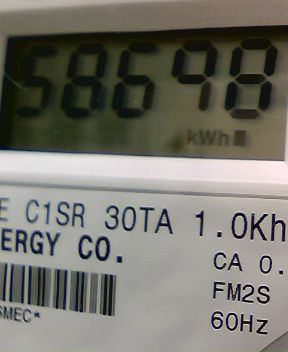 58698
kWh
E C1SR 30TA 1.0Kh
ERGY CO.
CA 0.
FM2S
SMEC*
60Hz